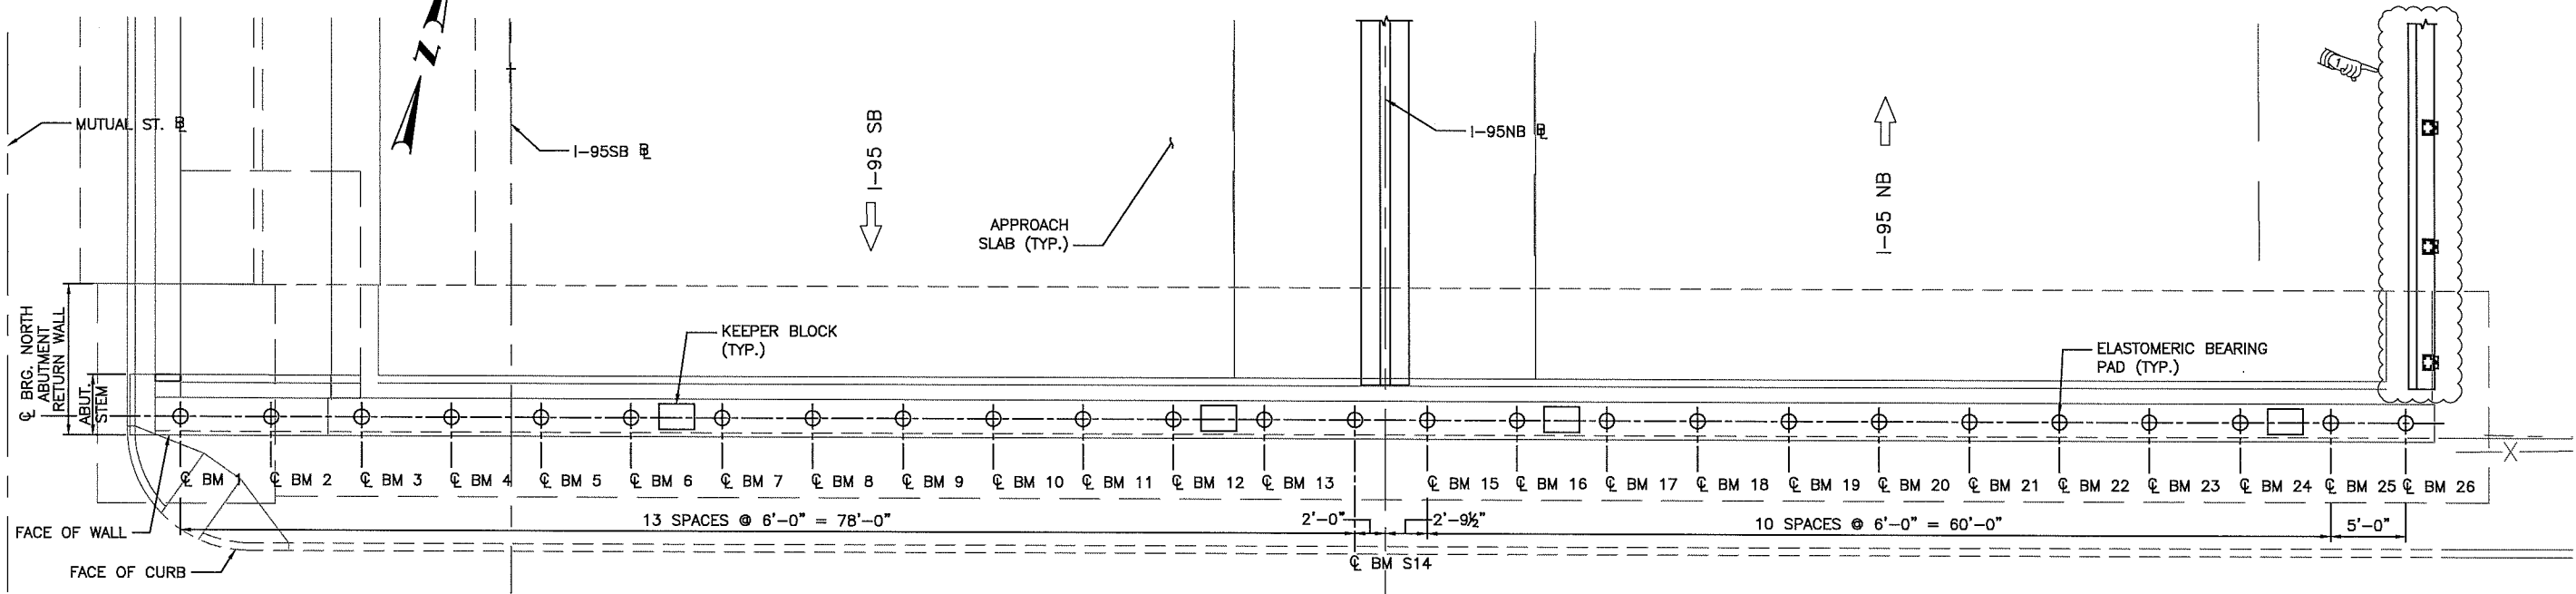 N
MUTUAL ST. ℄
I-95SB ℄
I-95 SB
APPROACH
SLAB (TYP.)
I-95NB ℄
I-95 NB
1
℄ BRG. NORTH
ABUTMENT
RETURN WALL
ABUT.
STEM
KEEPER BLOCK
(TYP.)
ELASTOMERIC BEARING
PAD (TYP.)
℄ BM 1
℄ BM 2
℄ BM 3
℄ BM 4
℄ BM 5
℄ BM 6
℄ BM 7
℄ BM 8
℄ BM 9
℄ BM 10
℄ BM 11
℄ BM 12
℄ BM 13
℄ BM 15
℄ BM 16
℄ BM 17
℄ BM 18
℄ BM 19
℄ BM 20
℄ BM 21
℄ BM 22
℄ BM 23
℄ BM 24
℄ BM 25
℄ BM 26
FACE OF WALL
13 SPACES @ 6'-0" = 78'-0"
2'-0"
2'-9½"
10 SPACES @ 6'-0" = 60'-0"
5'-0"
℄ BM S14
FACE OF CURB
X